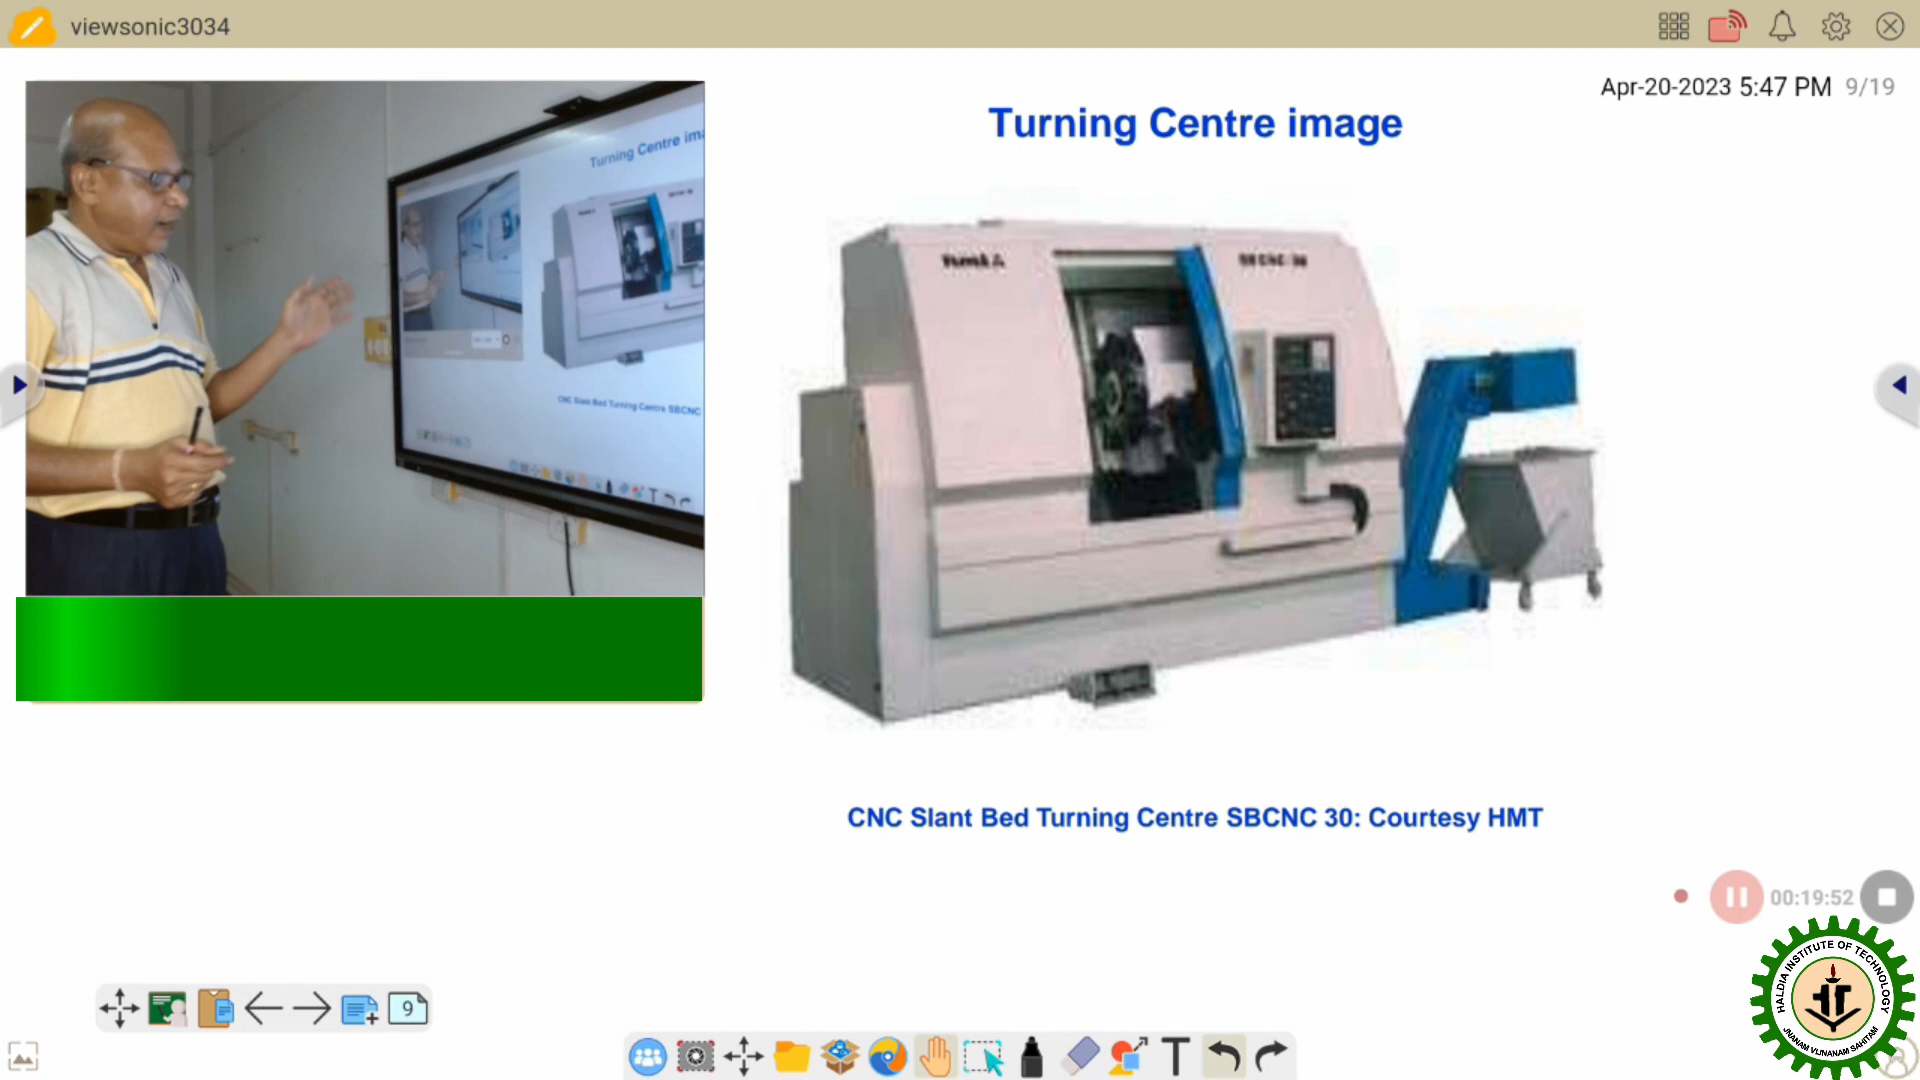 viewsonic3034
Apr-20-2023 5:47 PM 9/19
Turning Centre image
Turning Centre
CNC Slant Bed Turning Centre SBCNC
CNC Slant Bed Turning Centre SBCNC 30: Courtesy HMT
00:19:52
HALDIA INSTITUTE OF TECHNOLOGY
JNANAM VIJNANAM SAHITAM
9
T